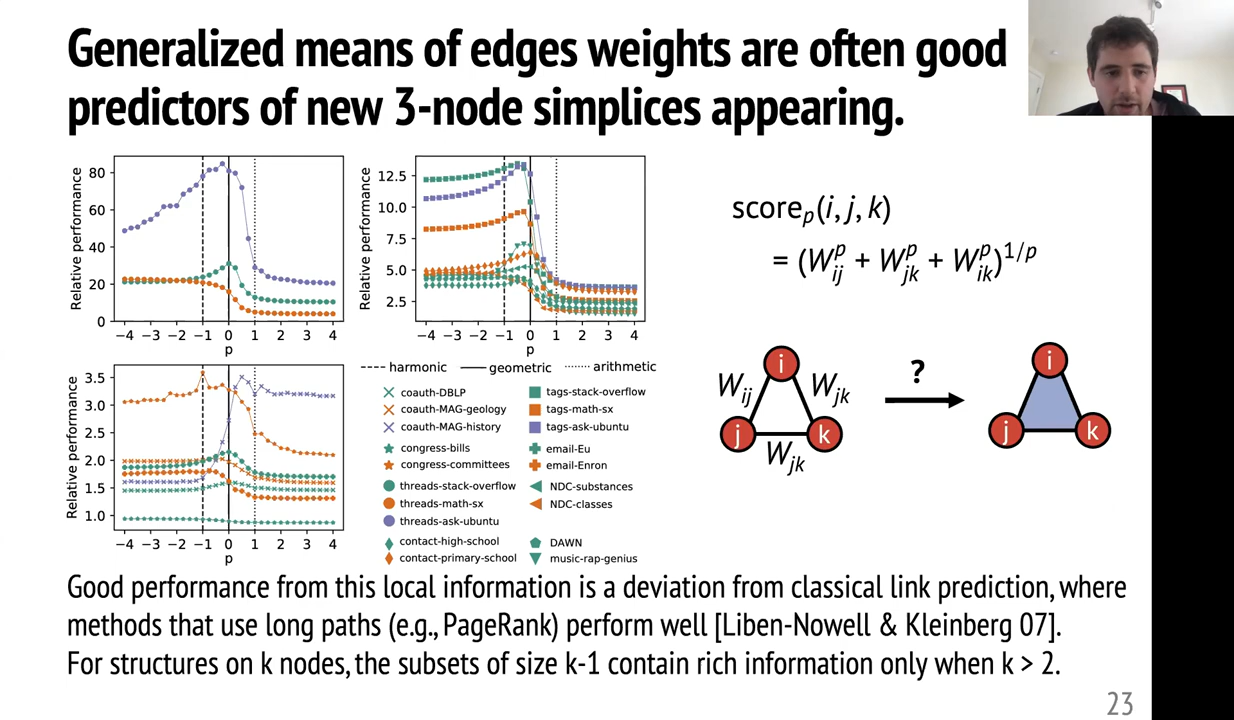 Generalized means of edges weights are often good
predictors of new 3-node simplices appearing.
Relative performance
80
60
40
20
0
−4 −3 −2 −1 0 1 2 3 4
p
Relative performance
12.5
10.0
7.5
5.0
2.5
−4 −3 −2 −1 0 1 2 3 4
p
score_p(i, j, k)
= (W_ij^p + W_jk^p + W_ik^p)^1/p
Relative performance
3.5
3.0
2.5
2.0
1.5
1.0
−4 −3 −2 −1 0 1 2 3 4
p
harmonic geometric arithmetic
coauth-DBLP
coauth-MAG-geology
coauth-MAG-history
congress-bills
congress-committees
threads-stack-overflow
threads-math-sx
threads-ask-ubuntu
contact-high-school
contact-primary-school
tags-stack-overflow
tags-math-sx
tags-ask-ubuntu
email-Eu
email-Enron
NDC-substances
NDC-classes
DAWN
music-rap-genius
i
W_ij W_jk
j k
W_jk
?
i
j k
Good performance from this local information is a deviation from classical link prediction, where
methods that use long paths (e.g., PageRank) perform well [Liben-Nowell & Kleinberg 07].
For structures on k nodes, the subsets of size k-1 contain rich information only when k > 2.
23